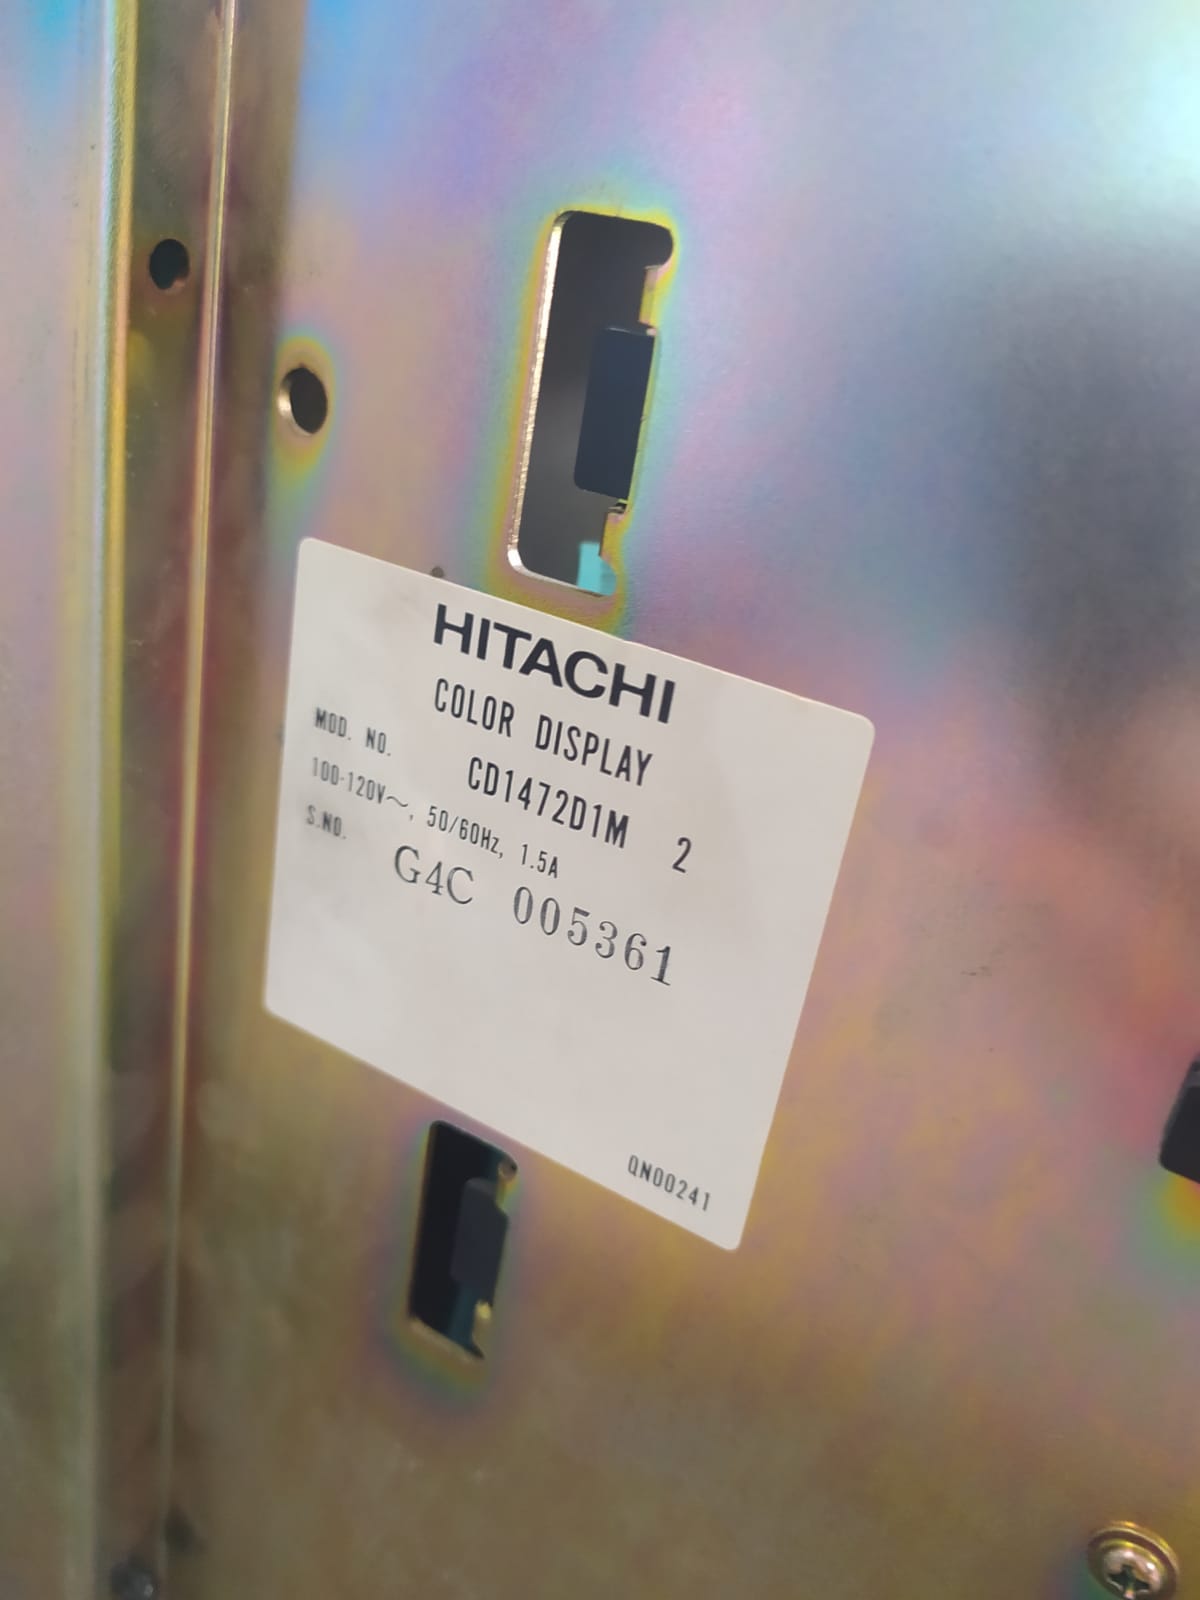 HITACHI
COLOR DISPLAY
MOD. NO. CD1472D1M 2
100-120V～, 50/60Hz, 1.5A
S.NO. G4C 005361
QN00241